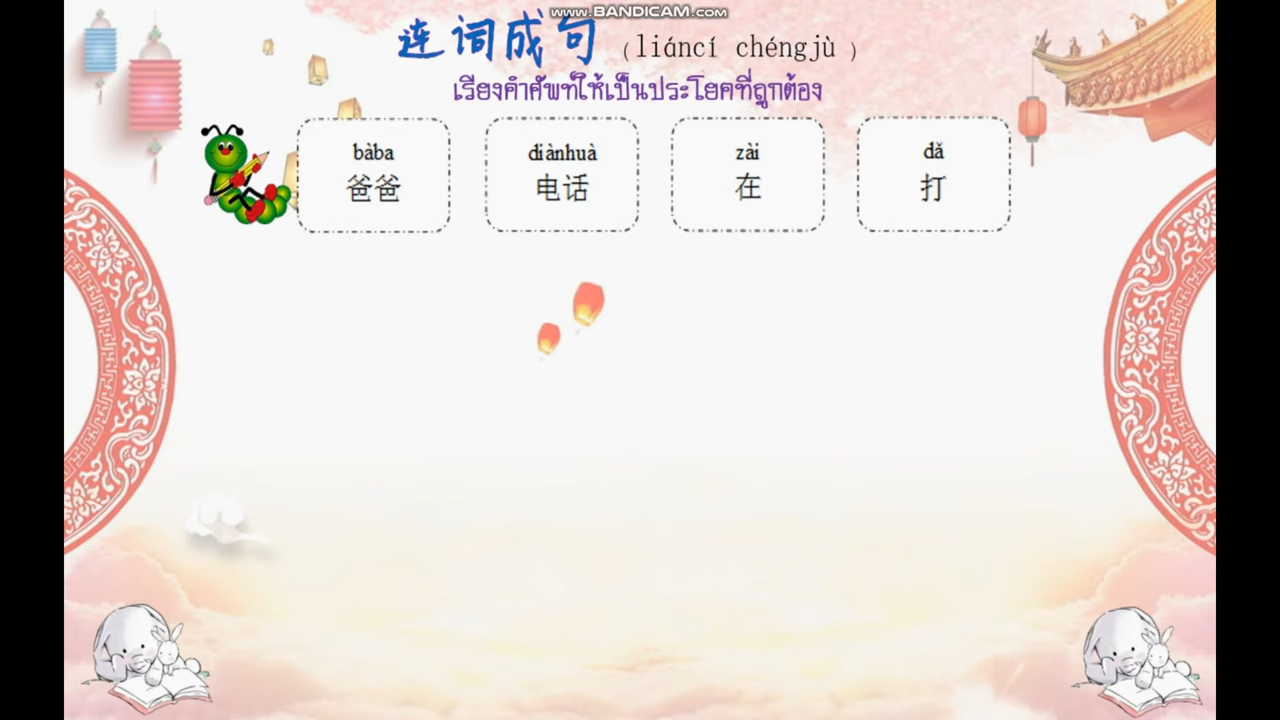 www.BANDICAM.com
连词成句 (liáncí chéngjù)
เรียงคำศัพท์ให้เป็นประโยคที่ถูกต้อง
bàba diànhuà zài dǎ
爸爸 电话 在 打